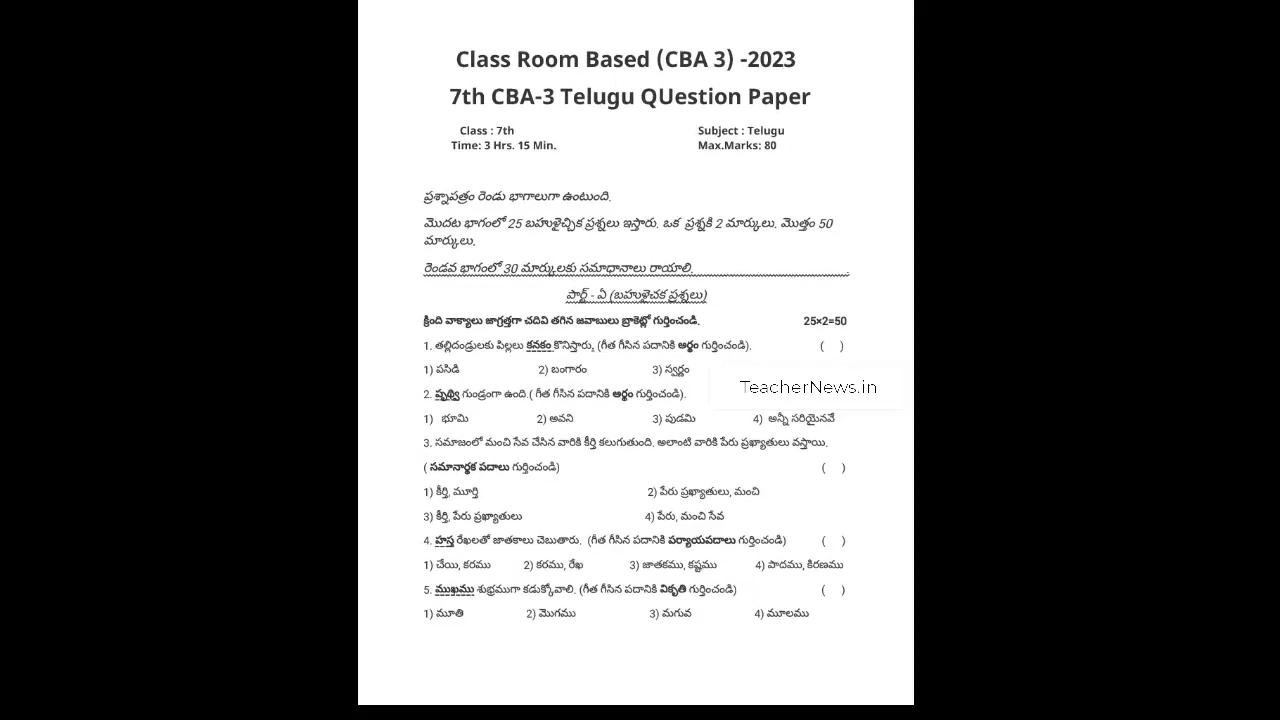 Class Room Based (CBA 3) -2023
7th CBA-3 Telugu QUestion Paper
Class : 7th Subject : Telugu
Time: 3 Hrs. 15 Min. Max.Marks: 80
ప్రశ్నాపత్రం రెండు భాగాలుగా ఉంటుంది.
మొదట భాగంలో 25 బహుళైచ్ఛిక ప్రశ్నలు ఇస్తారు. ఒక ప్రశ్నకి 2 మార్కులు. మొత్తం 50
మార్కులు.
రెండవ భాగంలో 30 మార్కులకు సమాధానాలు రాయాలి. .
పార్ట్ - ఏ (బహుళైచక ప్రశ్నలు)
క్రింది వాక్యాలు జాగ్రత్తగా చదివి తగిన జవాబులు బ్రాకెట్లో గుర్తించండి. 25×2=50
1. తల్లిదండ్రులకు పిల్లలు కనకం కొనిస్తారు. (గీత గీసిన పదానికి అర్థం గుర్తించండి). ( )
1) పసిడి 2) బంగారం 3) స్వర్ణం
TeacherNews.in
2. పృథ్వి గుండ్రంగా ఉంది.( గీత గీసిన పదానికి అర్థం గుర్తించండి).
1) భూమి 2) అవని 3) పుడమి 4) అన్నీ సరియైనవే
3. సమాజంలో మంచి సేవ చేసిన వారికి కీర్తి కలుగుతుంది. అలాంటి వారికి పేరు ప్రఖ్యాతులు వస్తాయి.
( సమానార్థక పదాలు గుర్తించండి) ( )
1) కీర్తి, మూర్తి 2) పేరు ప్రఖ్యాతులు, మంచి
3) కీర్తి, పేరు ప్రఖ్యాతులు 4) పేరు, మంచి సేవ
4. హస్త రేఖలతో జాతకాలు చెబుతారు. (గీత గీసిన పదానికి పర్యాయపదాలు గుర్తించండి) ( )
1) చేయి, కరము 2) కరము, రేఖ 3) జాతకము, కష్టము 4) పాదము, కిరణము
5. ముఖము శుభ్రముగా కడుక్కోవాలి. (గీత గీసిన పదానికి వికృతి గుర్తించండి) ( )
1) మూతి 2) మొగము 3) మగువ 4) మూలము